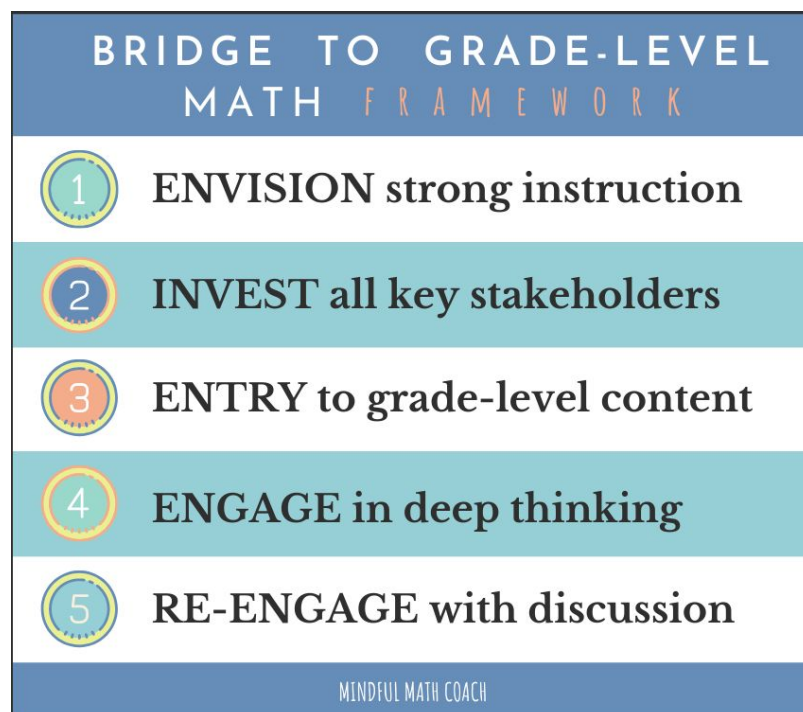 BRIDGE TO GRADE-LEVEL
MATH FRAMEWORK
1 ENVISION strong instruction
2 INVEST all key stakeholders
3 ENTRY to grade-level content
4 ENGAGE in deep thinking
5 RE-ENGAGE with discussion
MINDFUL MATH COACH